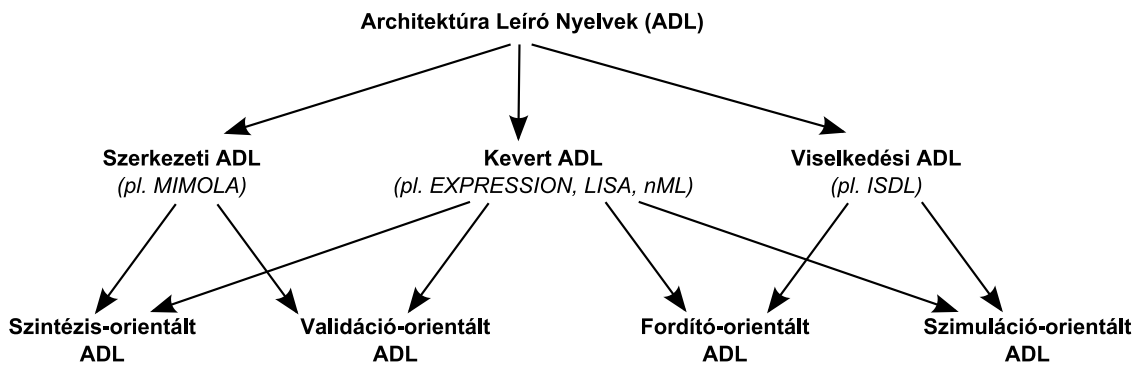 Architektúra Leíró Nyelvek (ADL)
Szerkezeti ADL
(pl. MIMOLA)
Kevert ADL
(pl. EXPRESSION, LISA, nML)
Viselkedési ADL
(pl. ISDL)
Szintézis-orientált
ADL
Validáció-orientált
ADL
Fordító-orientált
ADL
Szimuláció-orientált
ADL